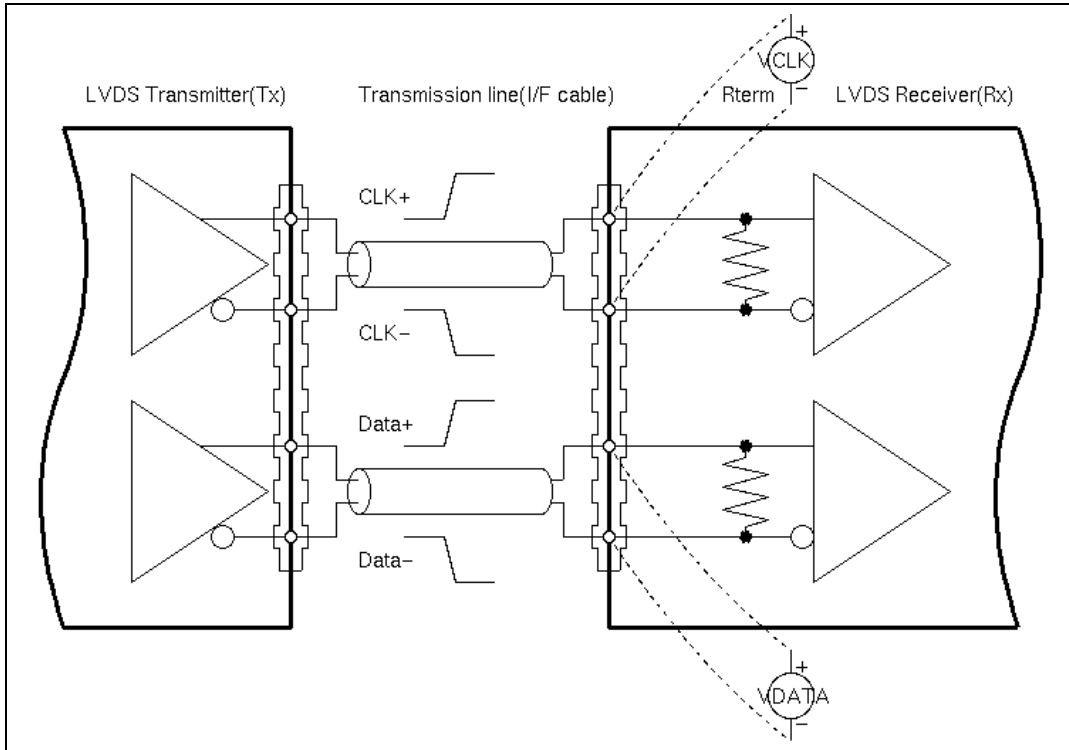 +
VCLK
−
LVDS Transmitter(Tx) Transmission line(I/F cable) Rterm LVDS Receiver(Rx)
CLK+
CLK−
Data+
Data−
+
VDATA
−